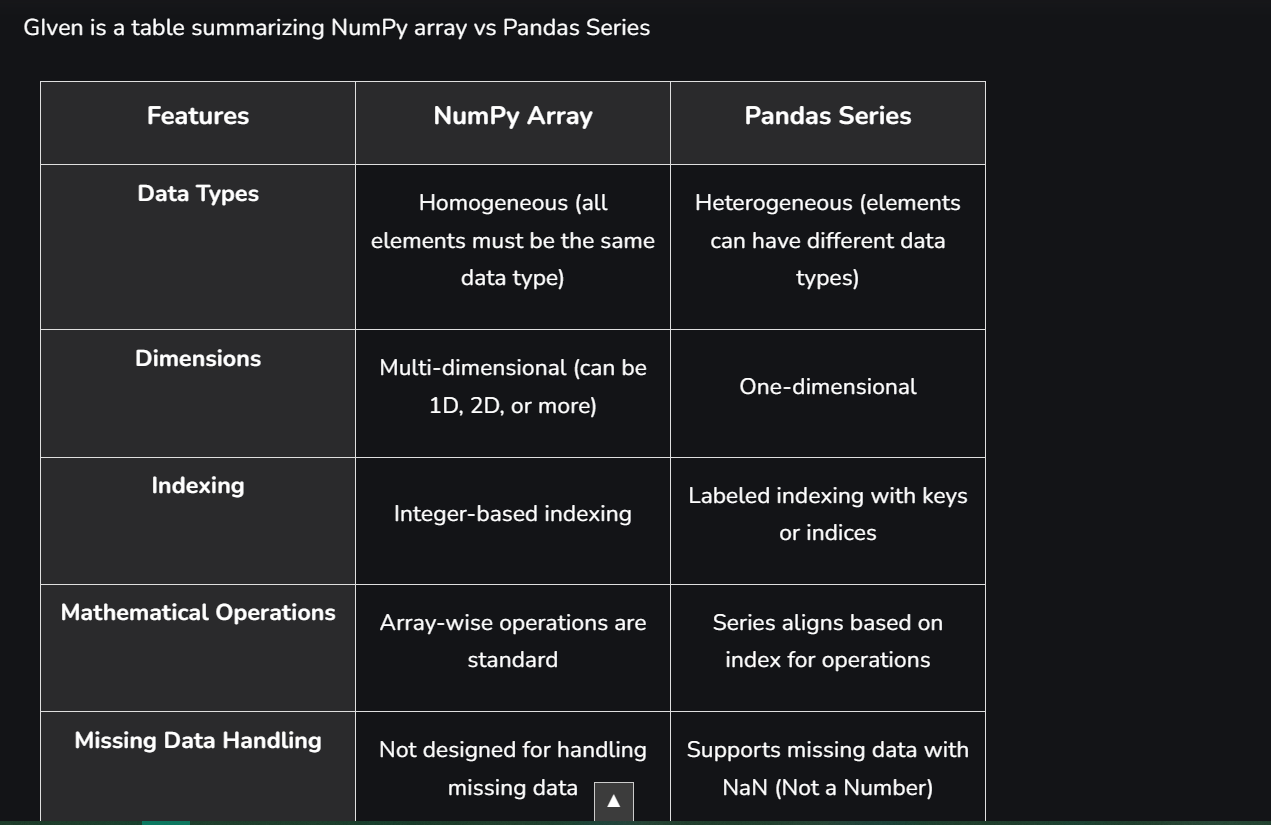 GIven is a table summarizing NumPy array vs Pandas Series
Features
NumPy Array
Pandas Series
Data Types
Homogeneous (all
elements must be the same
data type)
Heterogeneous (elements
can have different data
types)
Dimensions
Multi-dimensional (can be
1D, 2D, or more)
One-dimensional
Indexing
Integer-based indexing
Labeled indexing with keys
or indices
Mathematical Operations
Array-wise operations are
standard
Series aligns based on
index for operations
Missing Data Handling
Not designed for handling
missing data
Supports missing data with
NaN (Not a Number)